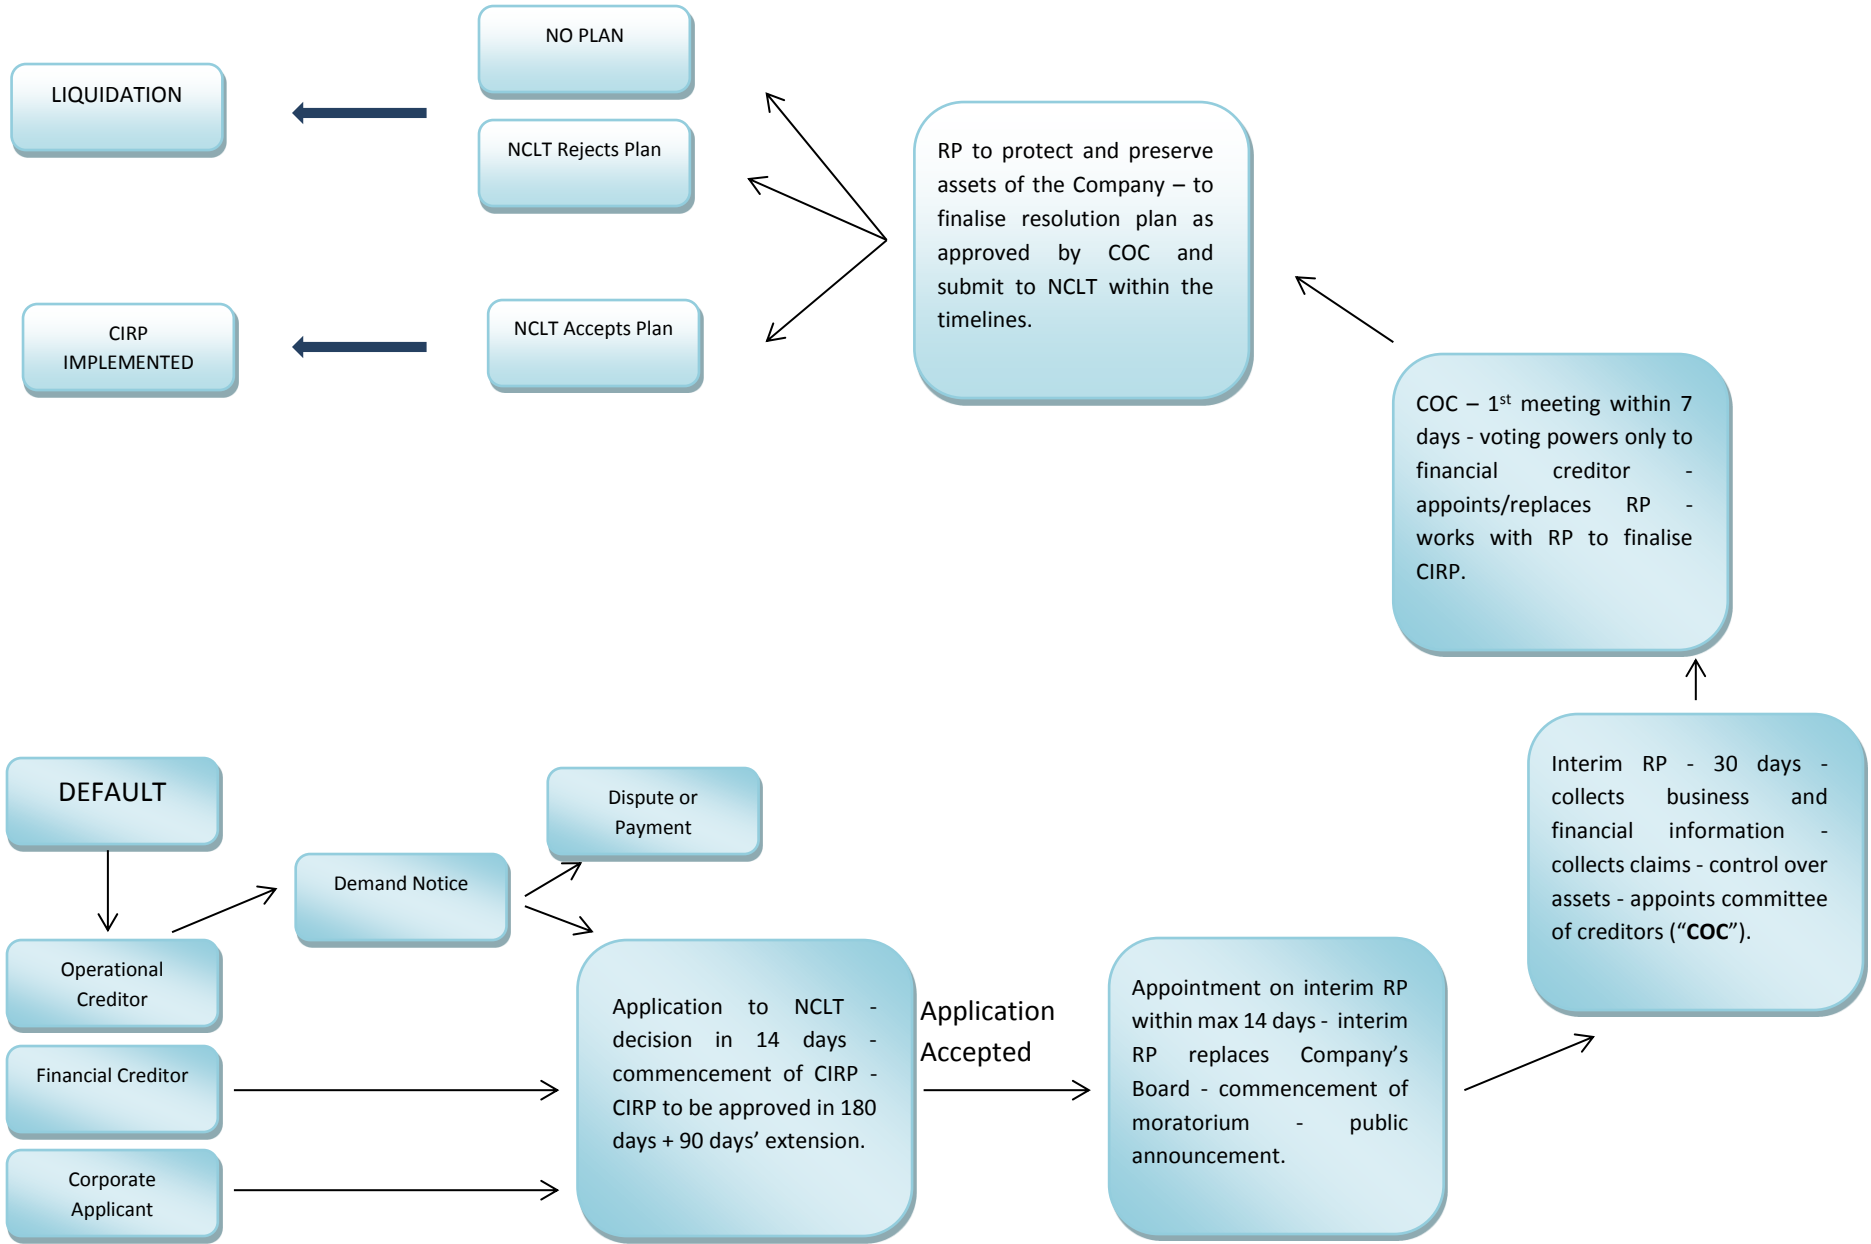 NO PLAN
LIQUIDATION
NCLT Rejects Plan
RP to protect and preserve
assets of the Company – to
finalise resolution plan as
approved by COC and
submit to NCLT within the
timelines.
CIRP
IMPLEMENTED
NCLT Accepts Plan
COC – 1st meeting within 7
days - voting powers only to
financial creditor -
appoints/replaces RP -
works with RP to finalise
CIRP.
Interim RP - 30 days -
collects business and
financial information -
collects claims - control over
assets - appoints committee
of creditors (“COC”).
DEFAULT
Dispute or
Payment
Demand Notice
Operational
Creditor
Financial Creditor
Corporate
Applicant
Application to NCLT -
decision in 14 days -
commencement of CIRP -
CIRP to be approved in 180
days + 90 days’ extension.
Application
Accepted
Appointment on interim RP
within max 14 days - interim
RP replaces Company’s
Board - commencement of
moratorium - public
announcement.